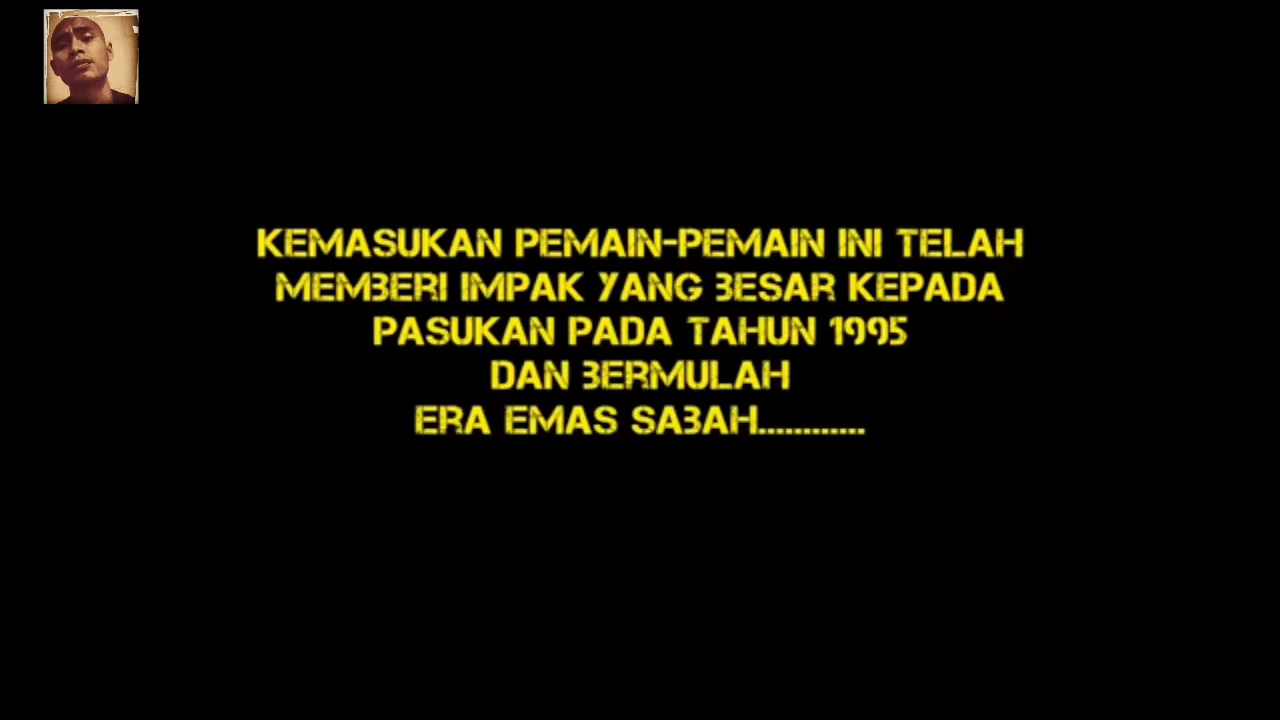 KEMASUKAN PEMAIN-PEMAIN INI TELAH
MEMBERI IMPAK YANG BESAR KEPADA
PASUKAN PADA TAHUN 1995
DAN BERMULAH
ERA EMAS SABAH............